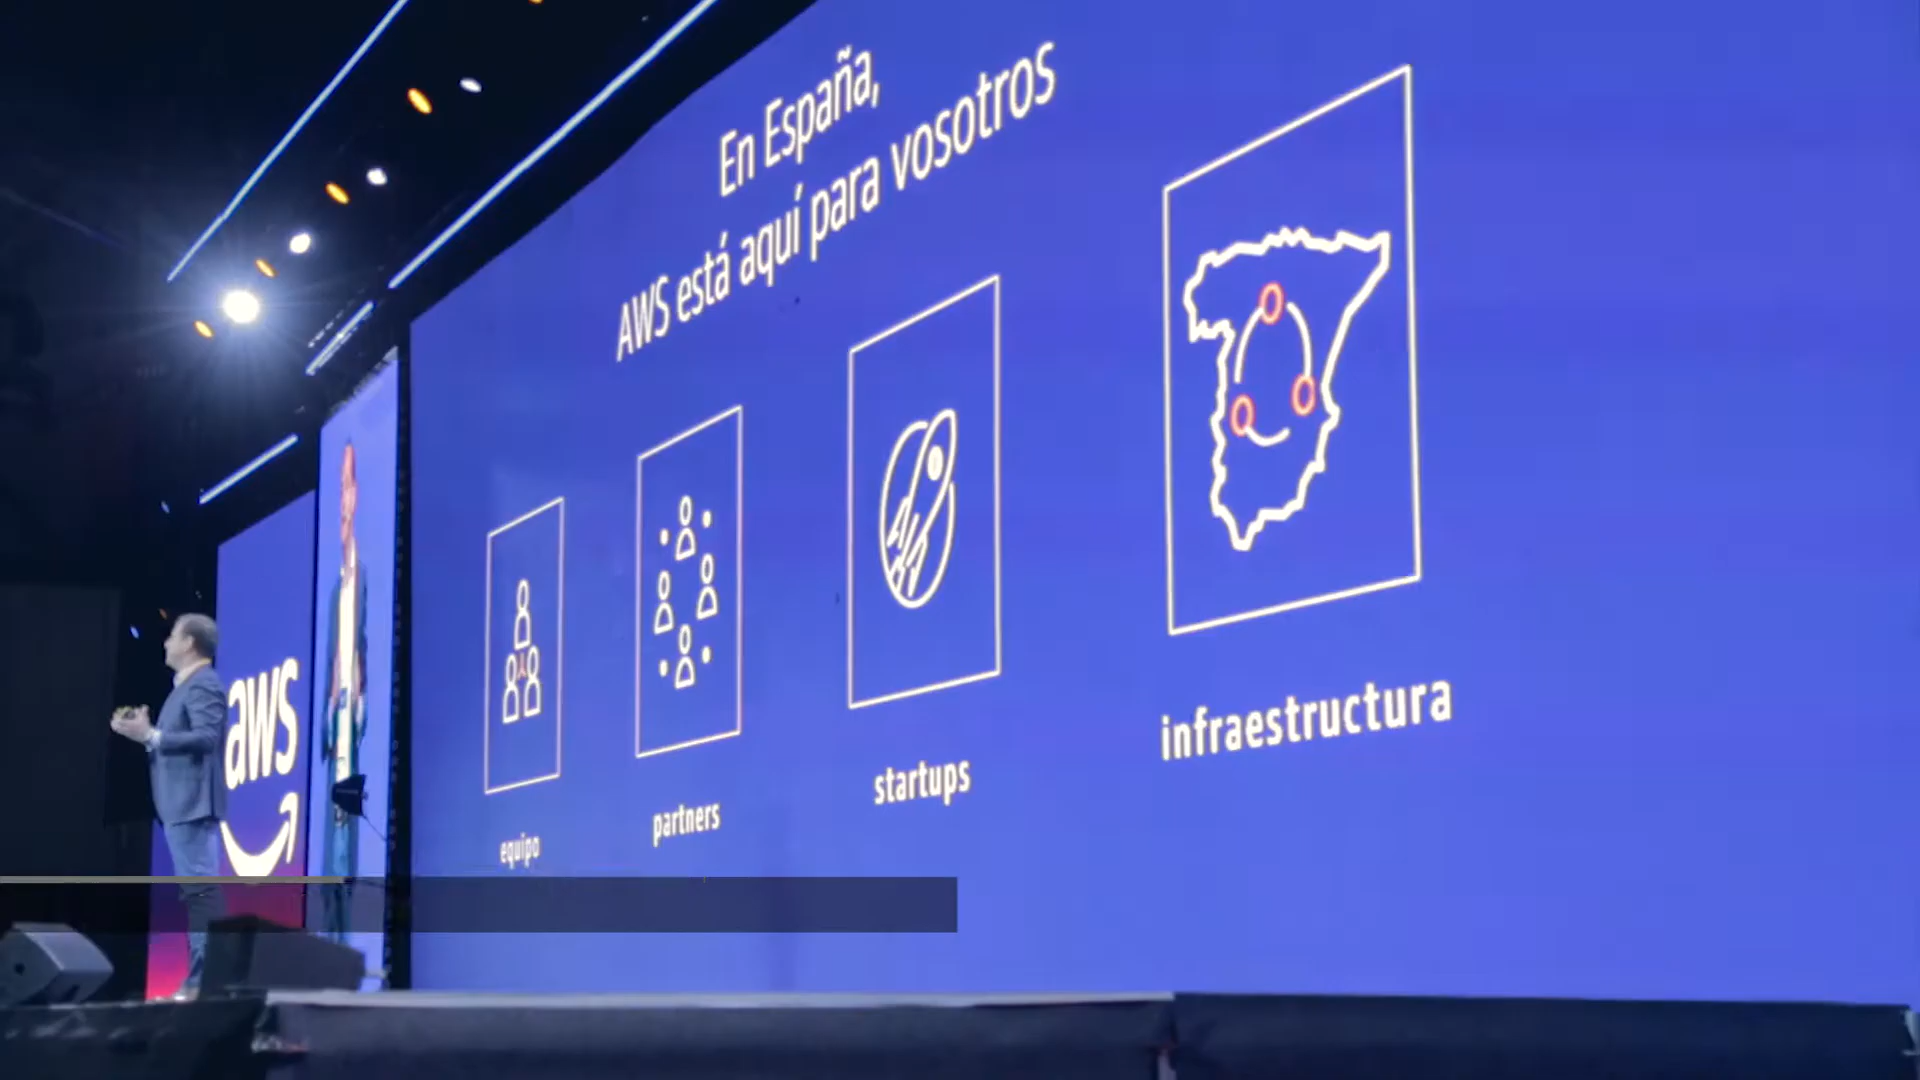 En España,
AWS está aquí para vosotros
equipo
partners
startups
infraestructura
aws